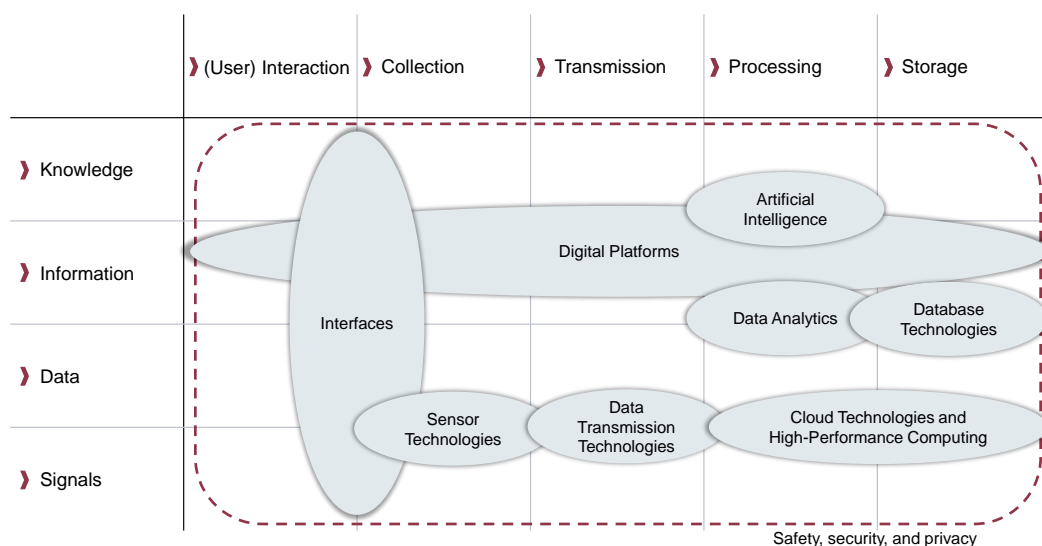 (User) Interaction
Collection
Transmission
Processing
Storage
Knowledge
Artificial
Intelligence
Digital Platforms
Information
Interfaces
Data Analytics
Database
Technologies
Data
Sensor
Technologies
Data
Transmission
Technologies
Cloud Technologies and
High-Performance Computing
Signals
Safety, security, and privacy